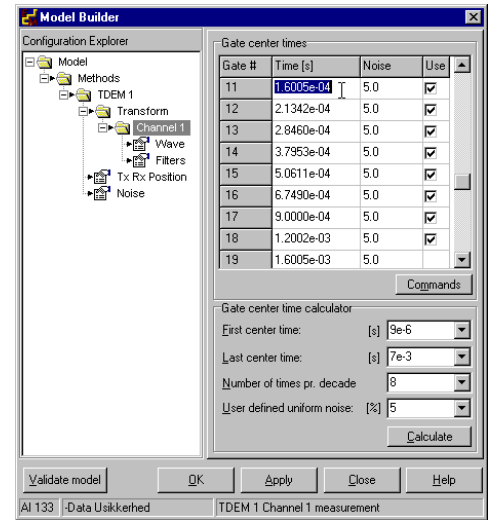 Model Builder
Configuration Explorer
Model
Methods
TDEM 1
Transform
Channel 1
Wave
Filters
Tx Rx Position
Noise
Gate center times
Gate # Time [s] Noise Use
11 1.6005e-04 5.0
12 2.1342e-04 5.0
13 2.8460e-04 5.0
14 3.7953e-04 5.0
15 5.0611e-04 5.0
16 6.7490e-04 5.0
17 9.0000e-04 5.0
18 1.2002e-03 5.0
19 1.6005e-03 5.0
Commands
Gate center time calculator
First center time: [s] 9e-6
Last center time: [s] 7e-3
Number of times pr. decade 8
User defined uniform noise: [%] 5
Calculate
Validate model OK Apply Close Help
AI 133 -Data Usikkerhed TDEM 1 Channel 1 measurement